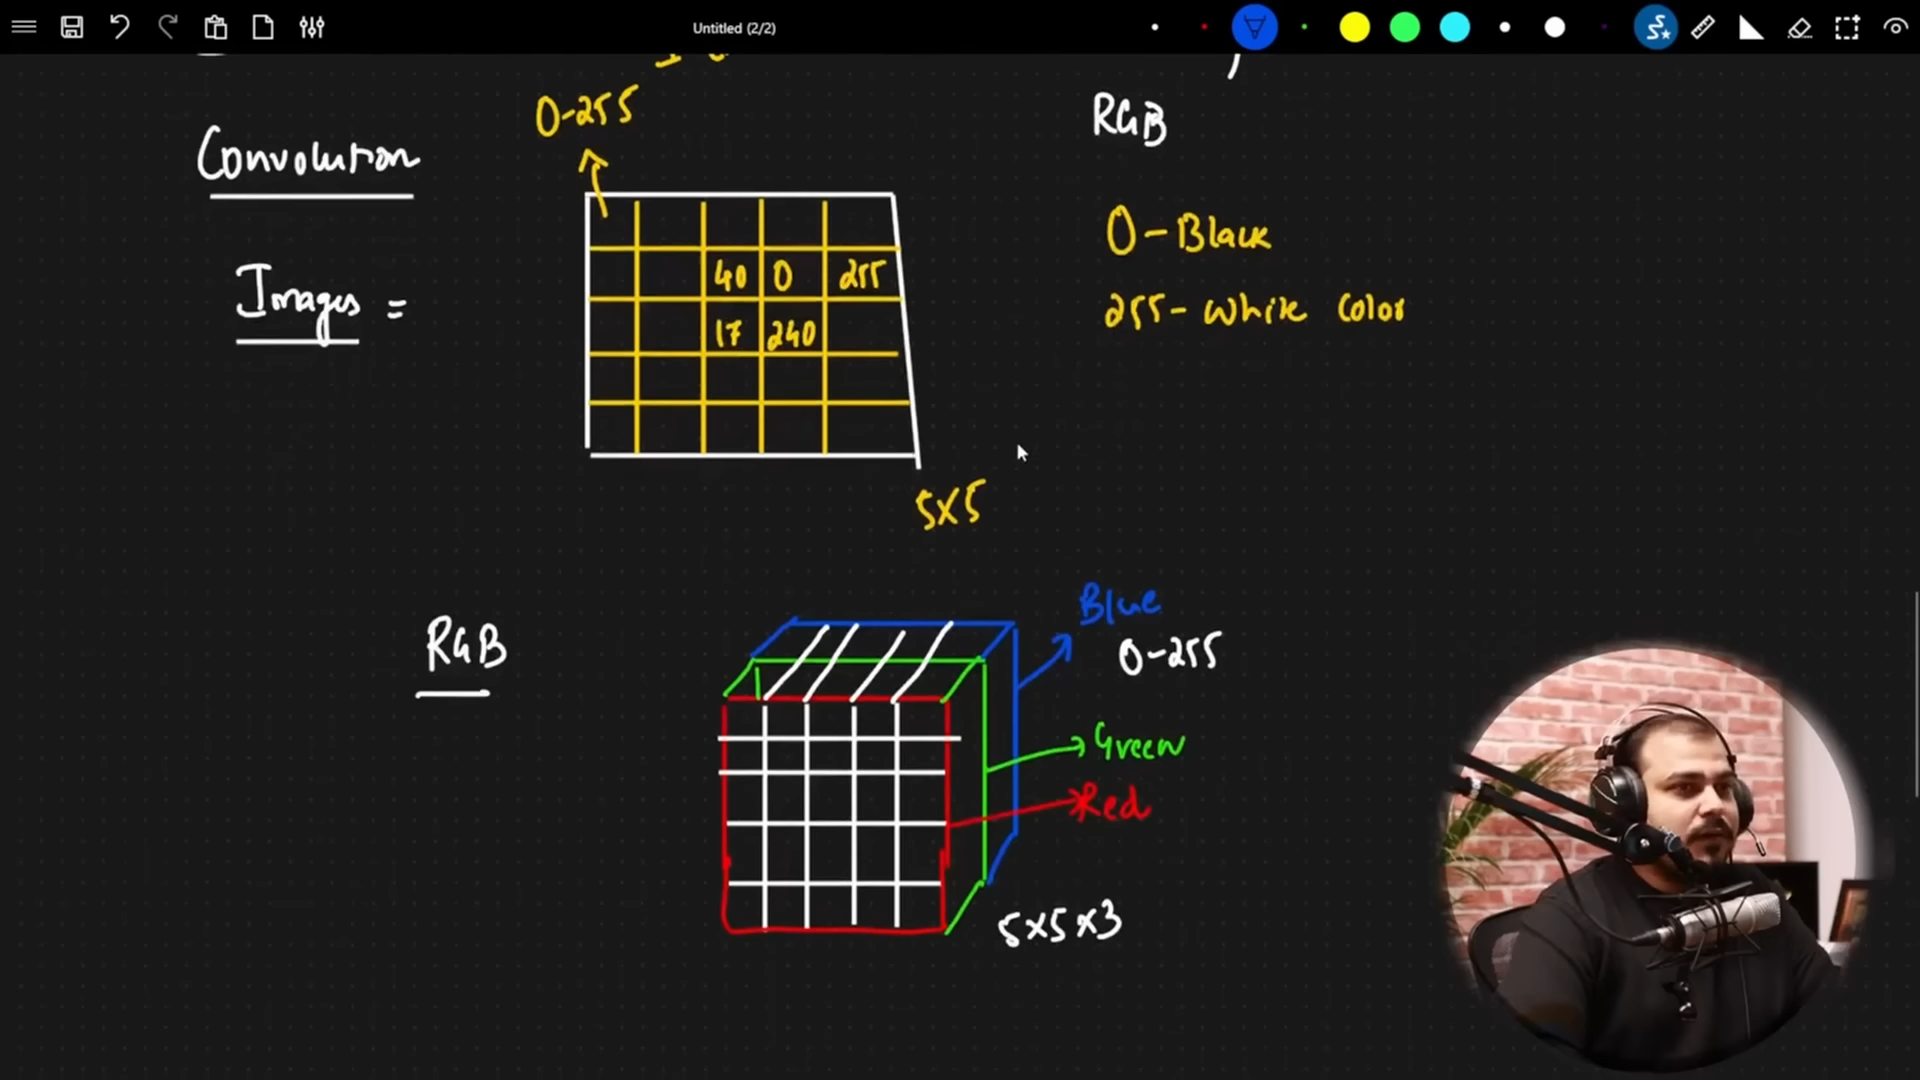 Untitled (2/2)
0-255
RGB
Convolution
0-Black
Images =
40 0 255
255- White Color
17 240
5x5
Blue
RGB
0-255
Green
Red
5x5x3